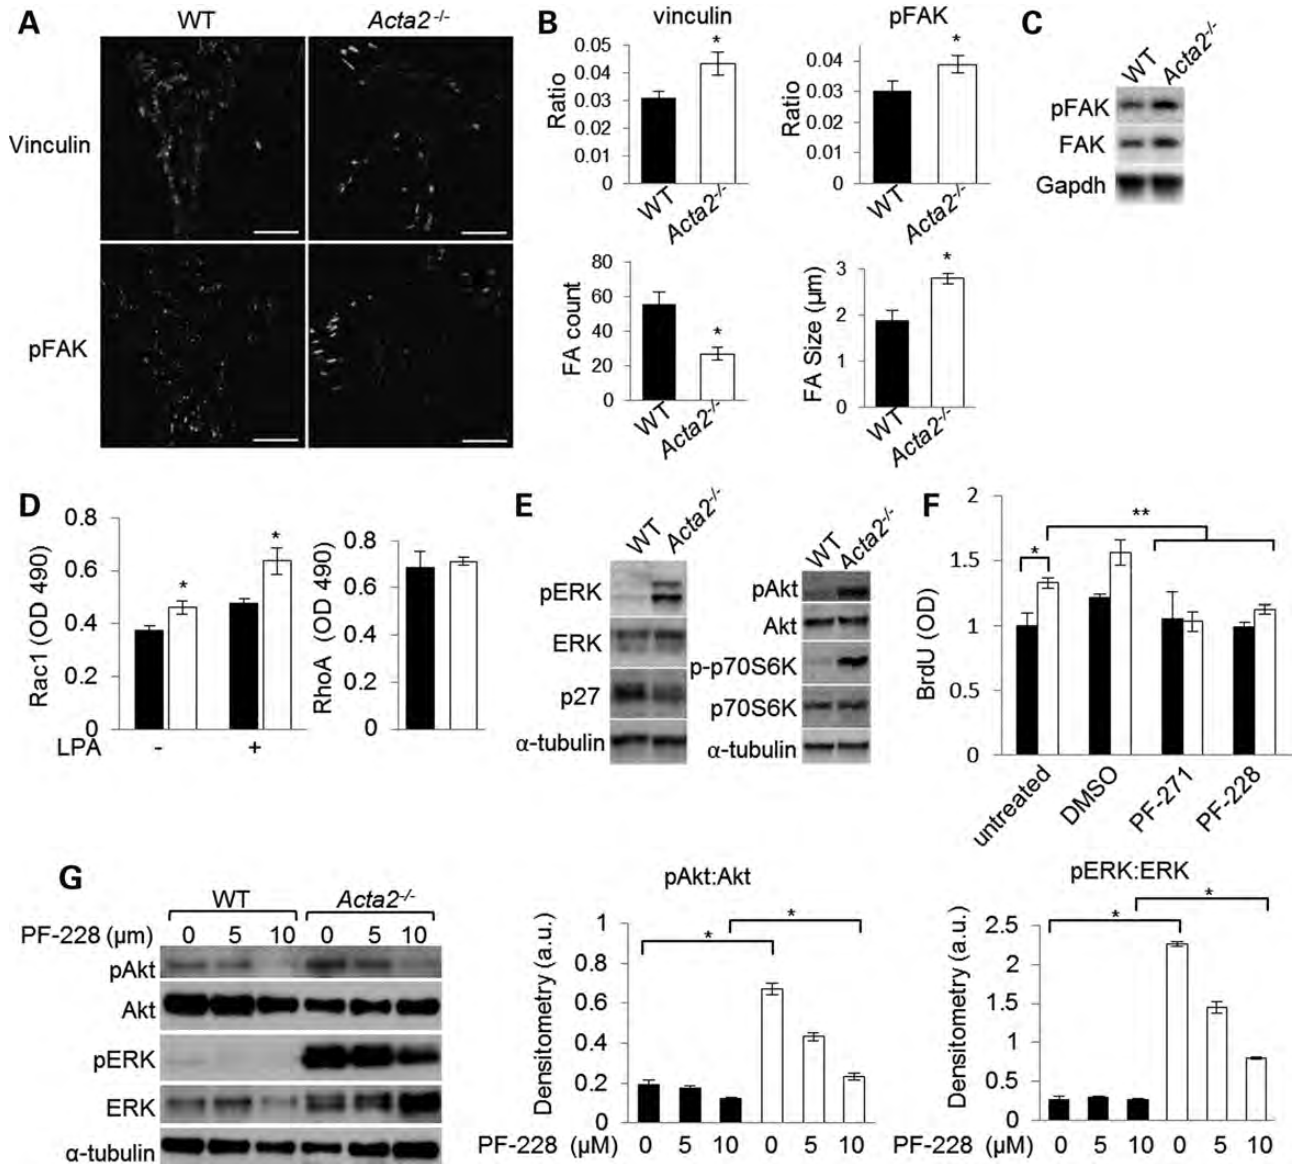 A
WT
Acta2 -/-
Vinculin
pFAK
B
vinculin
0.05
0.04
0.03
0.02
0.01
0
Ratio
WT
Acta2-/-
pFAK
0.04
0.03
0.02
0.01
0
Ratio
WT
Acta2-/-
*
*
80
60
40
20
0
FA count
WT
Acta2-/-
*
3
2
1
0
FA Size (µm)
WT
Acta2-/-
*
C
WT
Acta2-/-
pFAK
FAK
Gapdh
D
0.8
0.6
0.4
0.2
0
Rac1 (OD 490)
*
*
LPA - +
0.8
0.6
0.4
0.2
0
RhoA (OD 490)
E
WT
Acta2-/-
pERK
ERK
p27
α-tubulin
WT
Acta2-/-
pAkt
Akt
p-p70S6K
p70S6K
α-tubulin
F
2
1.5
1
0.5
0
BrdU (OD)
*
**
untreated
DMSO
PF-271
PF-228
G
WT
Acta2-/-
PF-228 (µm) 0 5 10 0 5 10
pAkt
Akt
pERK
ERK
α-tubulin
pAkt:Akt
1
0.8
0.6
0.4
0.2
0
Densitometry (a.u.)
*
*
PF-228 (µM) 0 5 10 0 5 10
pERK:ERK
2.5
2
1.5
1
0.5
0
Densitometry (a.u.)
*
*
PF-228 (µM) 0 5 10 0 5 10